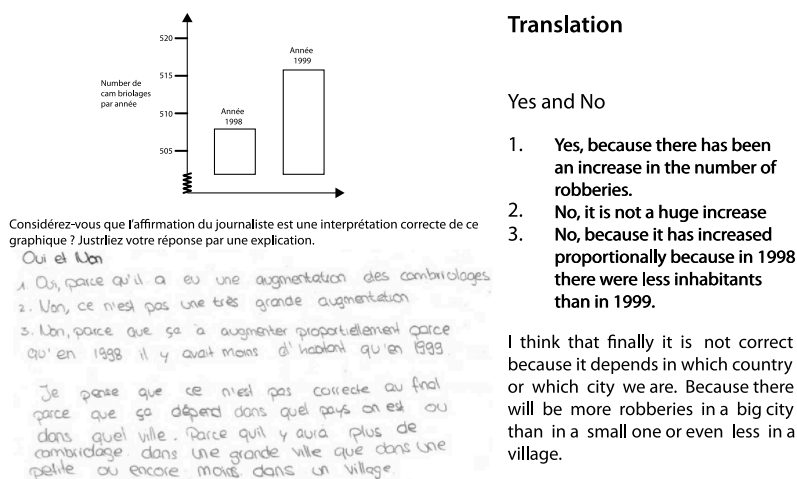 520
515
510
505
Number de
cam briolages
par année
Année
1998
Année
1999
Considérez-vous que l'affirmation du journaliste est une interprétation correcte de ce
graphique ? Justrliez votre réponse par une explication.
Oui et Non
1. Oui, parce qu'il a eu une augmentation des cambriolages
2. Non, ce n'est pas une très grande augmentation
3. Non, parce que ça a augmenter proportiellement parce
qu'en 1998 il y avait moins d'habitant qu'en 1999.
Je pense que ce n'est pas correcte au final
parce que ça dépend dans quel pays on est ou
dans quel ville. Parce qu'il y aura plus de
cambriolage dans une grande ville que dans une
petite ou encore moins dans un village.
Translation
Yes and No
1. Yes, because there has been
an increase in the number of
robberies.
2. No, it is not a huge increase
3. No, because it has increased
proportionally because in 1998
there were less inhabitants
than in 1999.
I think that finally it is not correct
because it depends in which country
or which city we are. Because there
will be more robberies in a big city
than in a small one or even less in a
village.